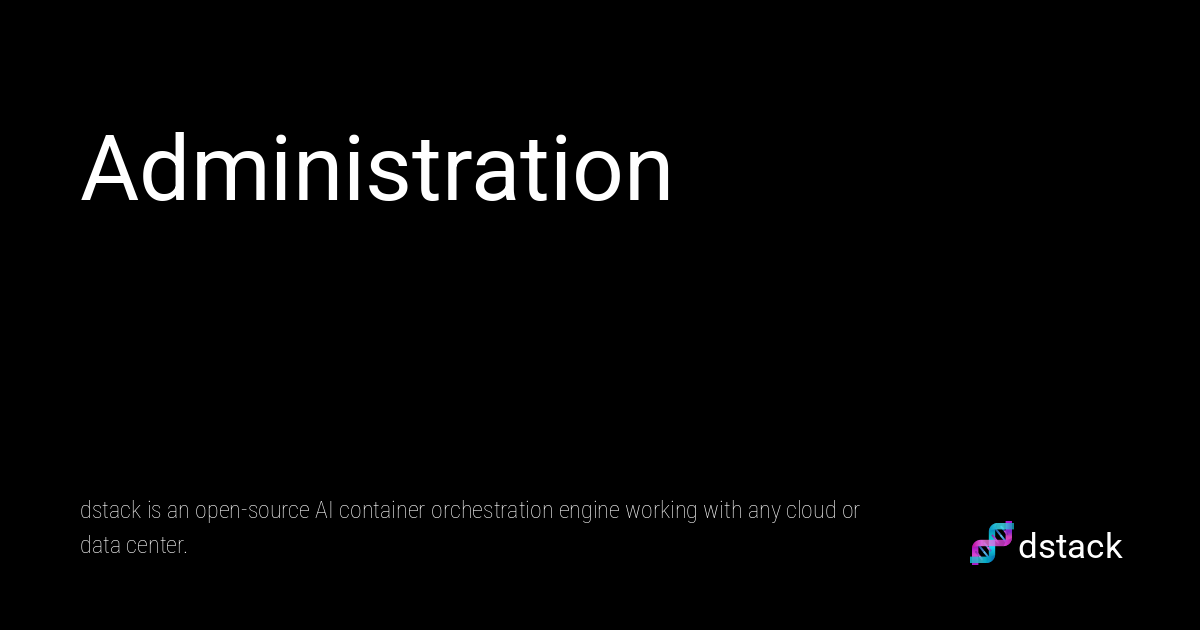 Administration
dstack is an open-source AI container orchestration engine working with any cloud or
data center.
dstack